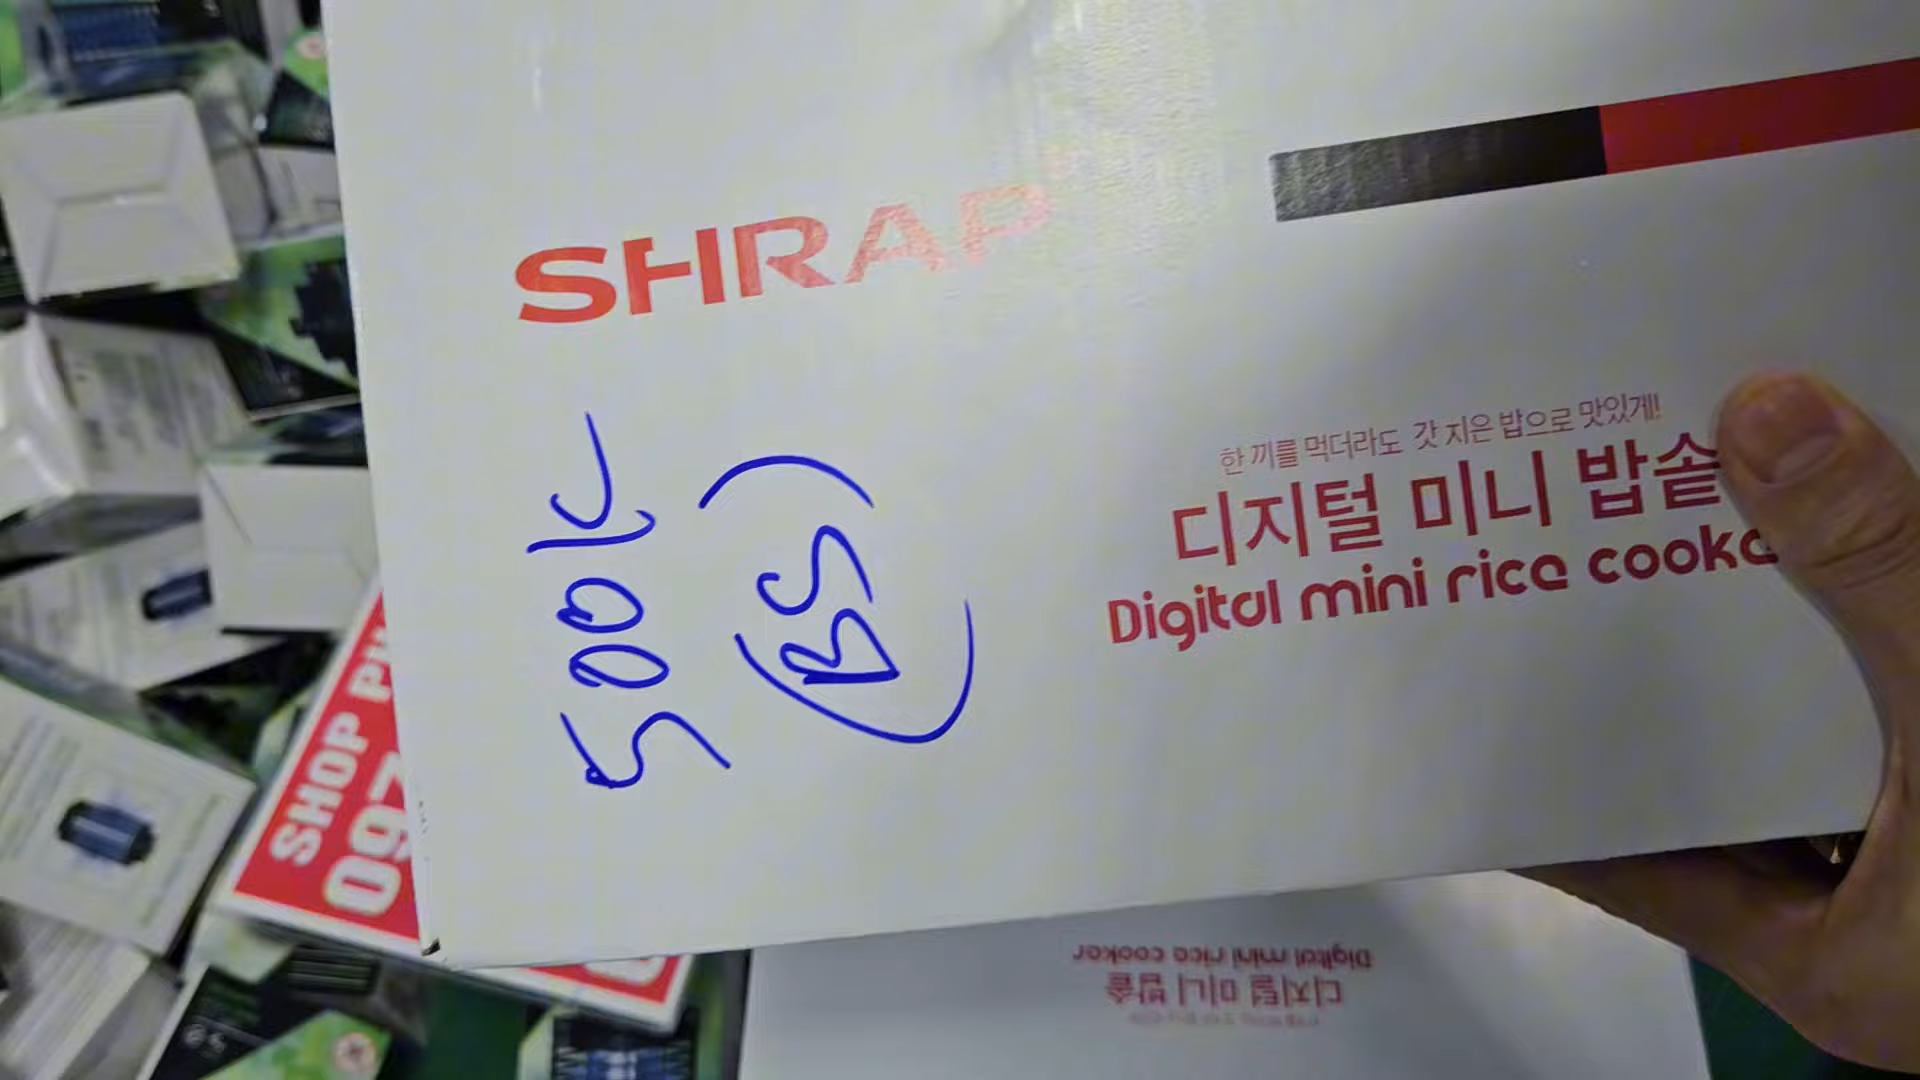 SHRAP
한 끼를 먹더라도 갓 지은 밥으로 맛있게!
디지털 미니 밥솥
Digital mini rice cooke
500K
(BS)
SHOP
097
Digital mini rice cooker
디지털 미니 밥솥